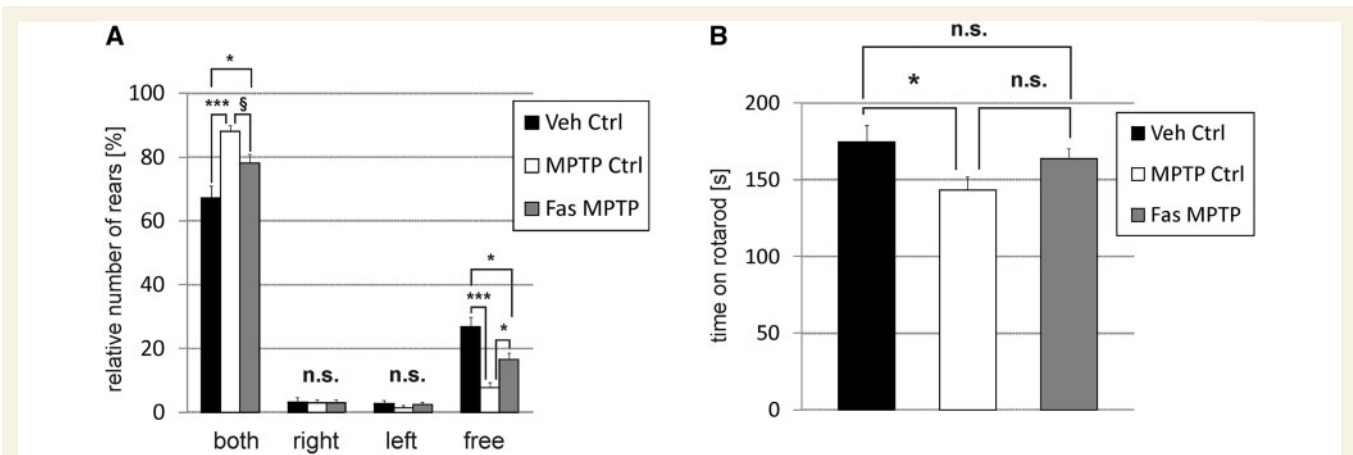 A
*
*** §
relative number of rears [%]
100
80
60
40
20
0
n.s.
n.s.
*
***
*
both right left free
Veh Ctrl
MPTP Ctrl
Fas MPTP
B
n.s.
* n.s.
time on rotarod [s]
200
150
100
50
0
Veh Ctrl
MPTP Ctrl
Fas MPTP